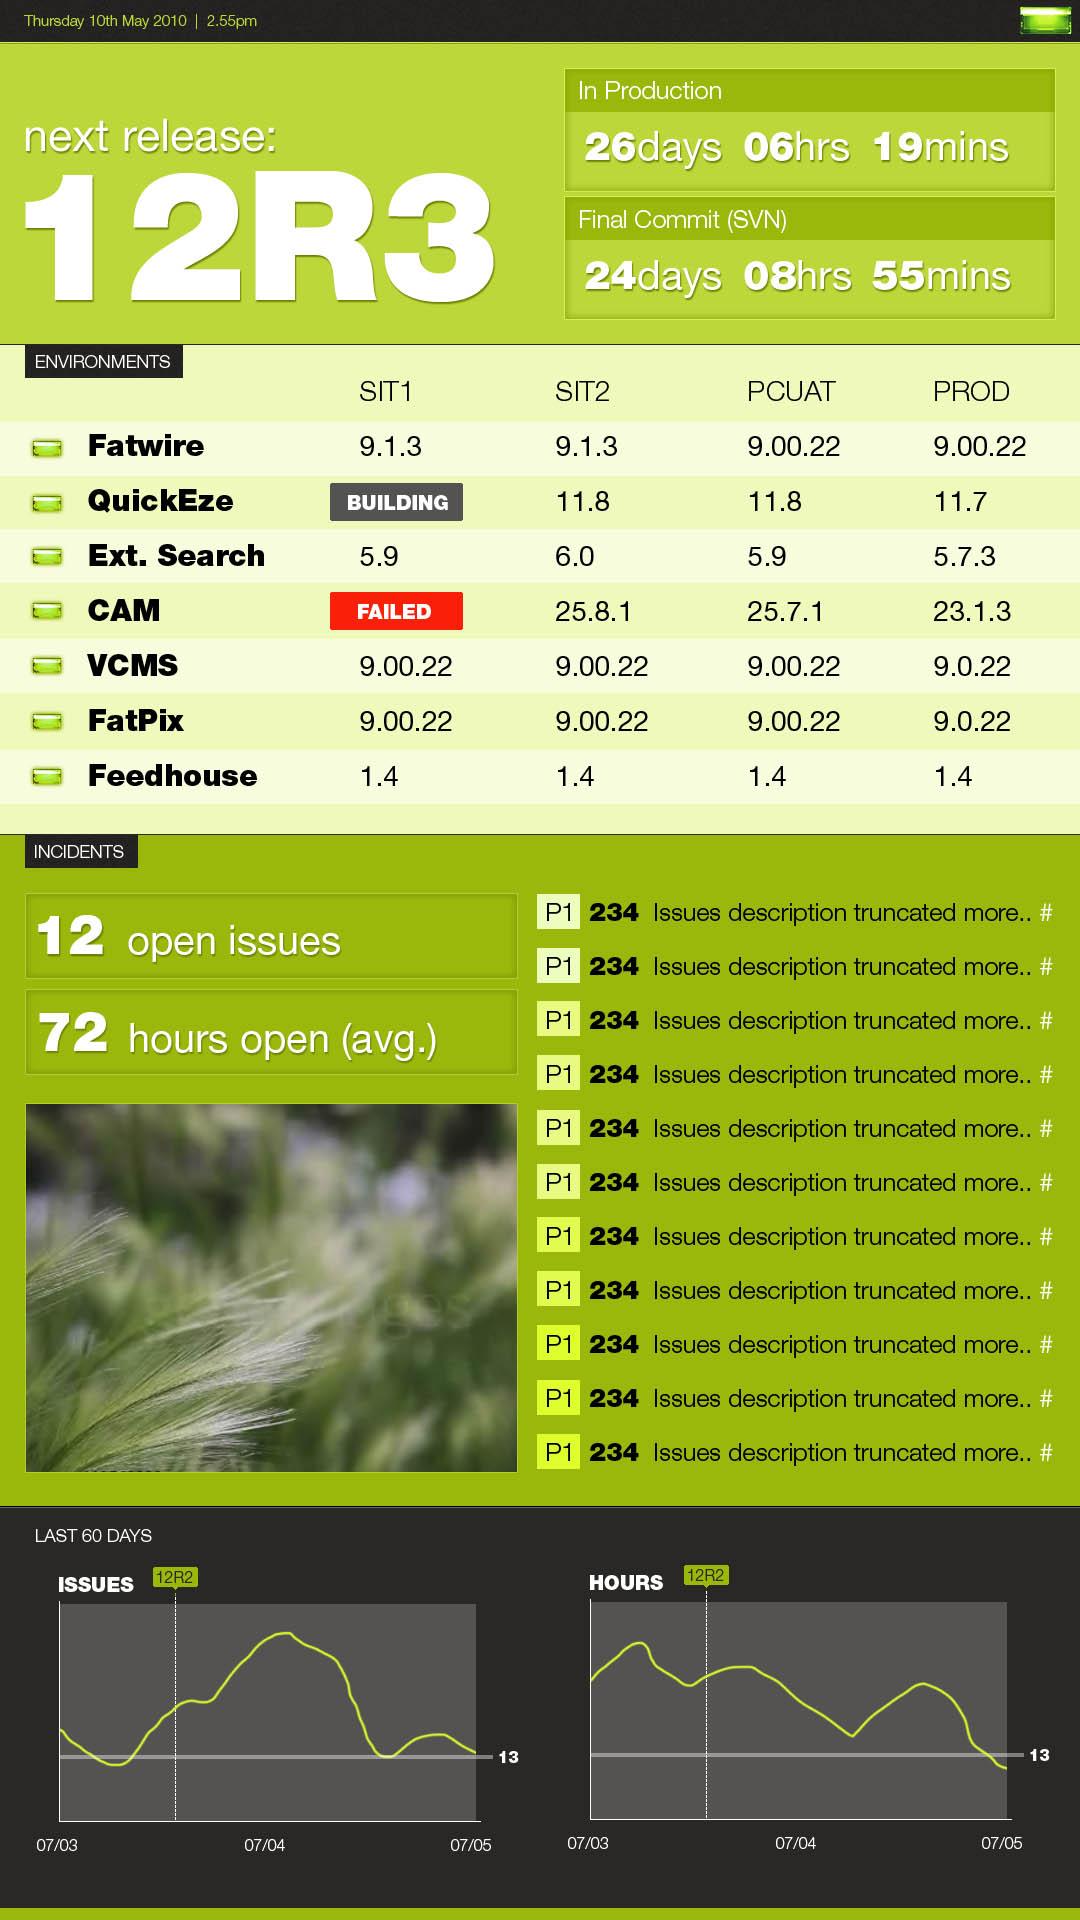 Thursday 10th May 2010 | 2.55pm
next release:
12R3
In Production
26days 06hrs 19mins
Final Commit (SVN)
24days 08hrs 55mins
ENVIRONMENTS
SIT1 SIT2 PCUAT PROD
Fatwire 9.1.3 9.1.3 9.00.22 9.00.22
QuickEze BUILDING 11.8 11.8 11.7
Ext. Search 5.9 6.0 5.9 5.7.3
CAM FAILED 25.8.1 25.7.1 23.1.3
VCMS 9.00.22 9.00.22 9.00.22 9.0.22
FatPix 9.00.22 9.00.22 9.00.22 9.0.22
Feedhouse 1.4 1.4 1.4 1.4
INCIDENTS
12 open issues
72 hours open (avg.)
P1 234 Issues description truncated more.. #
P1 234 Issues description truncated more.. #
P1 234 Issues description truncated more.. #
P1 234 Issues description truncated more.. #
P1 234 Issues description truncated more.. #
P1 234 Issues description truncated more.. #
P1 234 Issues description truncated more.. #
P1 234 Issues description truncated more.. #
P1 234 Issues description truncated more.. #
P1 234 Issues description truncated more.. #
P1 234 Issues description truncated more.. #
LAST 60 DAYS
ISSUES 12R2
13
07/03 07/04 07/05
HOURS 12R2
13
07/03 07/04 07/05